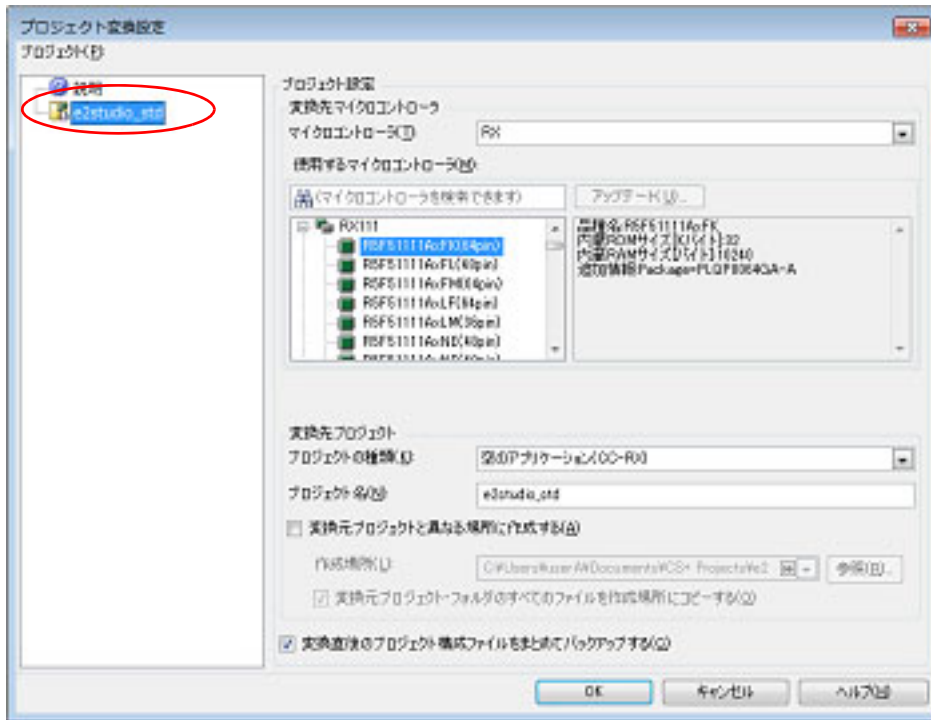 プロジェクト変換設定
プロジェクト(P)
説明
e2studio_std
プロジェクト設定
変換先マイクロコントローラ
マイクロコントローラ(T):
RX
使用するマイクロコントローラ(M):
(マイクロコントローラを検索できます)
アップデート(U)...
RX111
R5F51111AxFK(64pin)
R5F51111AxFL(48pin)
R5F51111AxFM(64pin)
R5F51111AxLF(64pin)
R5F51111AxLM(36pin)
R5F51111AxND(48pin)
品種名:R5F51111AxFK
内蔵ROMサイズ[Kバイト]:32
内蔵RAMサイズ[バイト]:10240
追加情報:Package=PLQP0064GA-A
変換先プロジェクト
プロジェクトの種類(K):
空のアプリケーション(CC-RX)
プロジェクト名(N):
e2studio_std
変換元プロジェクトと異なる場所に作成する(A)
作成場所(L):
C:¥Users¥userA¥Documents¥CS+ Projects¥e2
参照(R)...
変換元プロジェクト・フォルダのすべてのファイルを作成場所にコピーする(O)
変換直後のプロジェクト構成ファイルをまとめてバックアップする(C)
OK
キャンセル
ヘルプ(H)